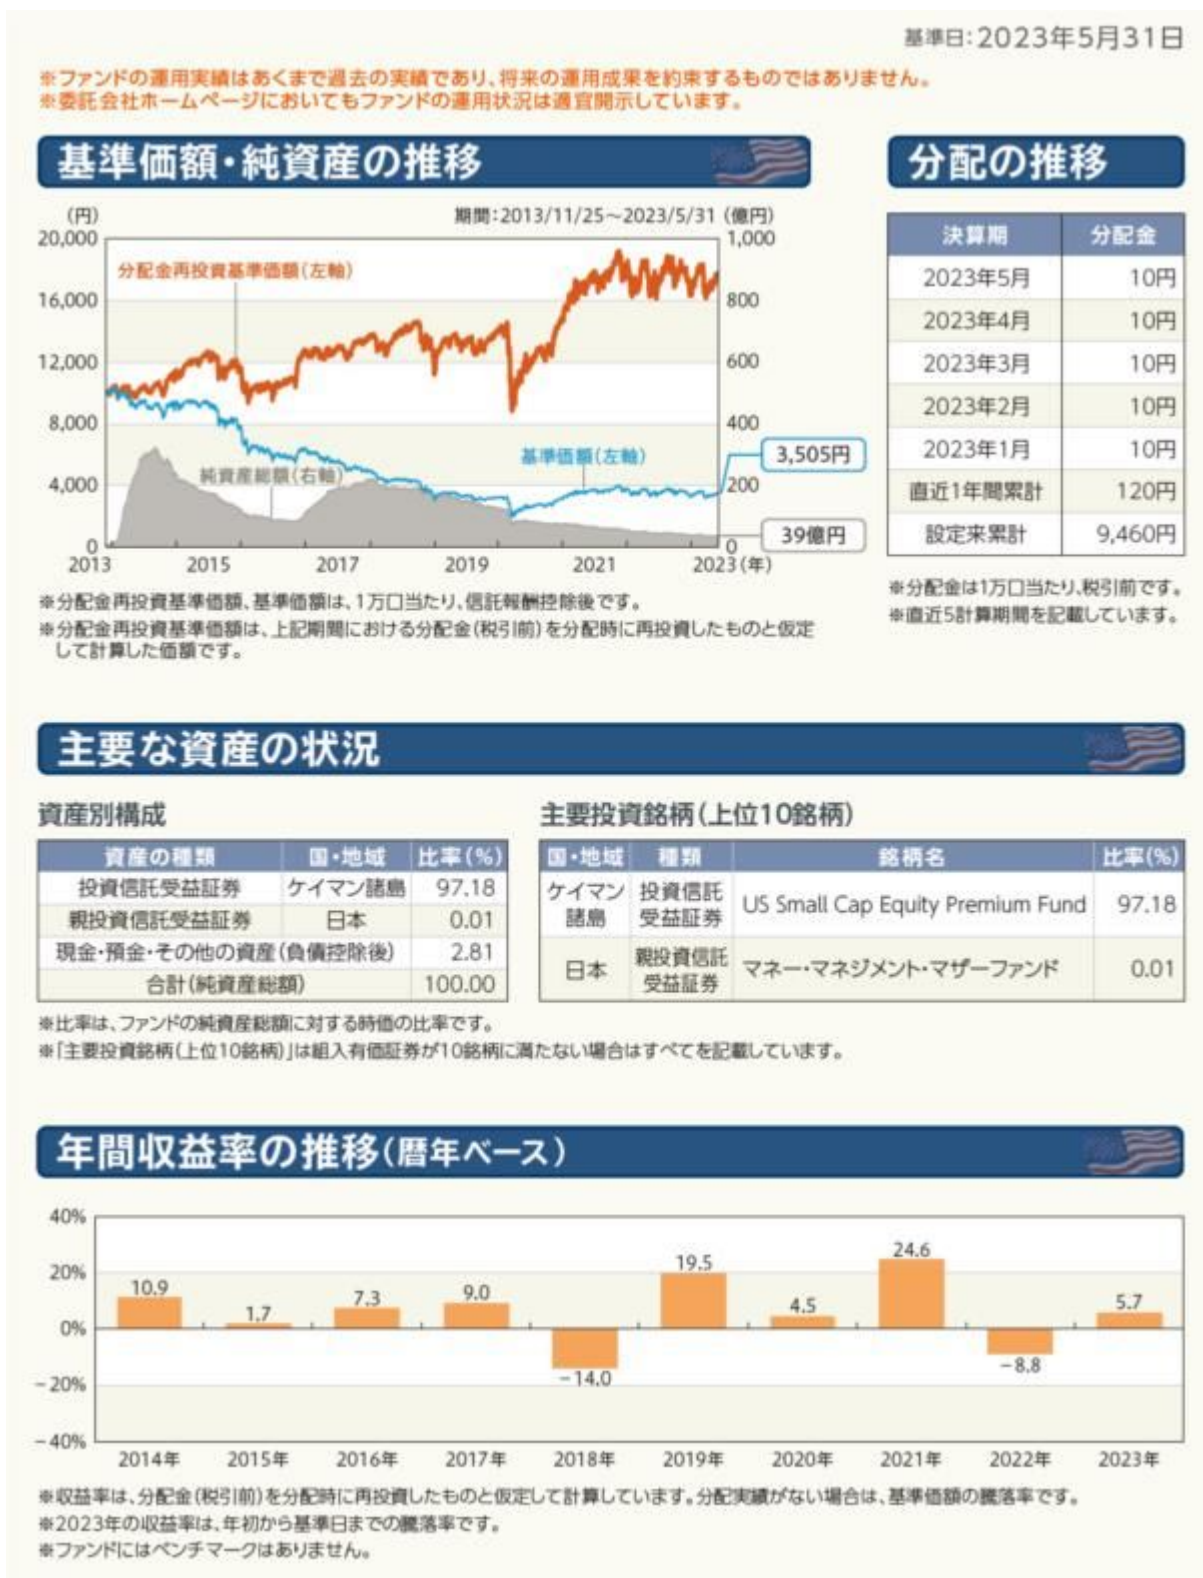 基準日：2023年5月31日
※ファンドの運用実績はあくまで過去の実績であり、将来の運用成果を約束するものではありません。
※委託会社ホームページにおいてもファンドの運用状況は適宜開示しています。
基準価額・純資産の推移
(円)
期間：2013/11/25～2023/5/31
(億円)
20,000
16,000
12,000
8,000
4,000
0
1,000
800
600
400
200
0
分配金再投資基準価額(左軸)
基準価額(左軸)
純資産総額(右軸)
3,505円
39億円
2013 2015 2017 2019 2021 2023(年)
※分配金再投資基準価額、基準価額は、1万口当たり、信託報酬控除後です。
※分配金再投資基準価額は、上記期間における分配金(税引前)を分配時に再投資したものと仮定
して計算した価額です。
分配の推移
決算期 分配金
2023年5月 10円
2023年4月 10円
2023年3月 10円
2023年2月 10円
2023年1月 10円
直近1年間累計 120円
設定来累計 9,460円
※分配金は1万口当たり、税引前です。
※直近5計算期間を記載しています。
主要な資産の状況
資産別構成
資産の種類 国・地域 比率(%)
投資信託受益証券 ケイマン諸島 97.18
親投資信託受益証券 日本 0.01
現金・預金・その他の資産(負債控除後) 2.81
合計(純資産総額) 100.00
主要投資銘柄(上位10銘柄)
国・地域 種類 銘柄名 比率(%)
ケイマン諸島 投資信託受益証券 US Small Cap Equity Premium Fund 97.18
日本 親投資信託受益証券 マネー・マネジメント・マザーファンド 0.01
※比率は、ファンドの純資産総額に対する時価の比率です。
※「主要投資銘柄(上位10銘柄)」は組入有価証券が10銘柄に満たない場合はすべてを記載しています。
年間収益率の推移(暦年ベース)
40%
20%
0%
−20%
−40%
10.9
1.7
7.3
9.0
−14.0
19.5
4.5
24.6
−8.8
5.7
2014年 2015年 2016年 2017年 2018年 2019年 2020年 2021年 2022年 2023年
※収益率は、分配金(税引前)を分配時に再投資したものと仮定して計算しています。分配実績がない場合は、基準価額の騰落率です。
※2023年の収益率は、年初から基準日までの騰落率です。
※ファンドにはベンチマークはありません。